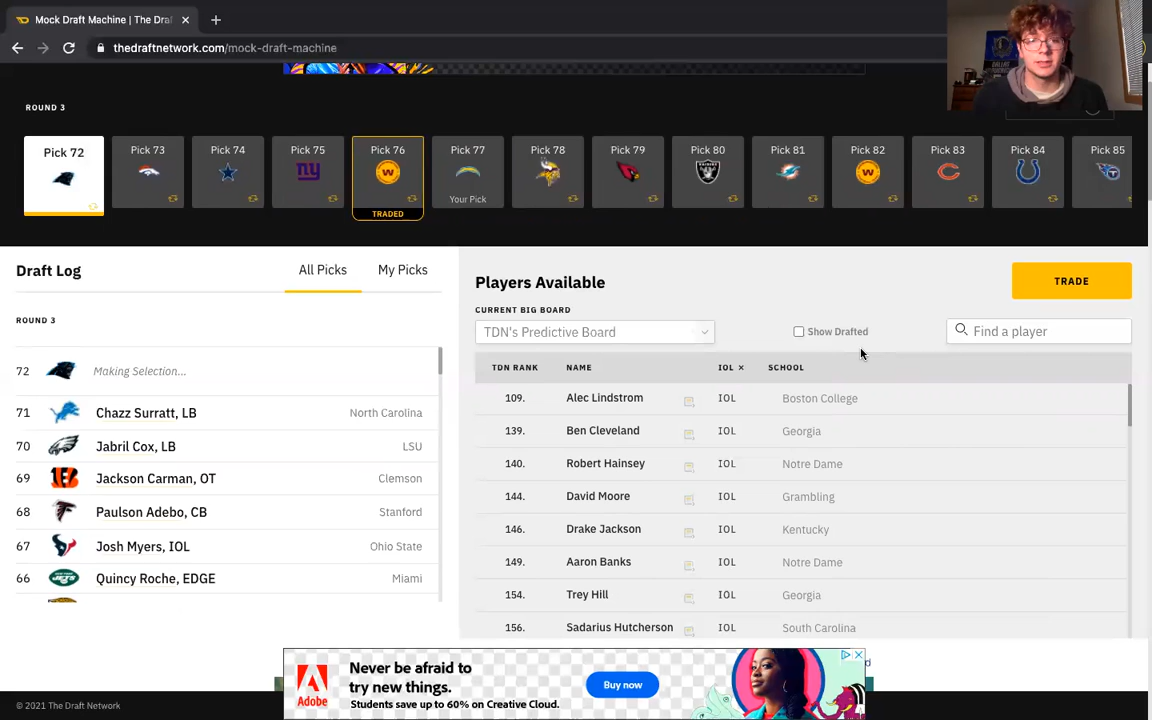 Mock Draft Machine | The Dra
thedraftnetwork.com/mock-draft-machine
ROUND 3
Pick 72
Pick 73
Pick 74
Pick 75
Pick 76
TRADED
Pick 77
Your Pick
Pick 78
Pick 79
Pick 80
Pick 81
Pick 82
Pick 83
Pick 84
Pick 85
Draft Log
All Picks
My Picks
ROUND 3
72 Making Selection...
71 Chazz Surratt, LB North Carolina
70 Jabril Cox, LB LSU
69 Jackson Carman, OT Clemson
68 Paulson Adebo, CB Stanford
67 Josh Myers, IOL Ohio State
66 Quincy Roche, EDGE Miami
Players Available
TRADE
CURRENT BIG BOARD
TDN's Predictive Board
Show Drafted
Find a player
TDN RANK NAME IOL × SCHOOL
109. Alec Lindstrom IOL Boston College
139. Ben Cleveland IOL Georgia
140. Robert Hainsey IOL Notre Dame
144. David Moore IOL Grambling
146. Drake Jackson IOL Kentucky
149. Aaron Banks IOL Notre Dame
154. Trey Hill IOL Georgia
156. Sadarius Hutcherson IOL South Carolina
Adobe
Never be afraid to
try new things.
Students save up to 60% on Creative Cloud.
Buy now
© 2021 The Draft Network